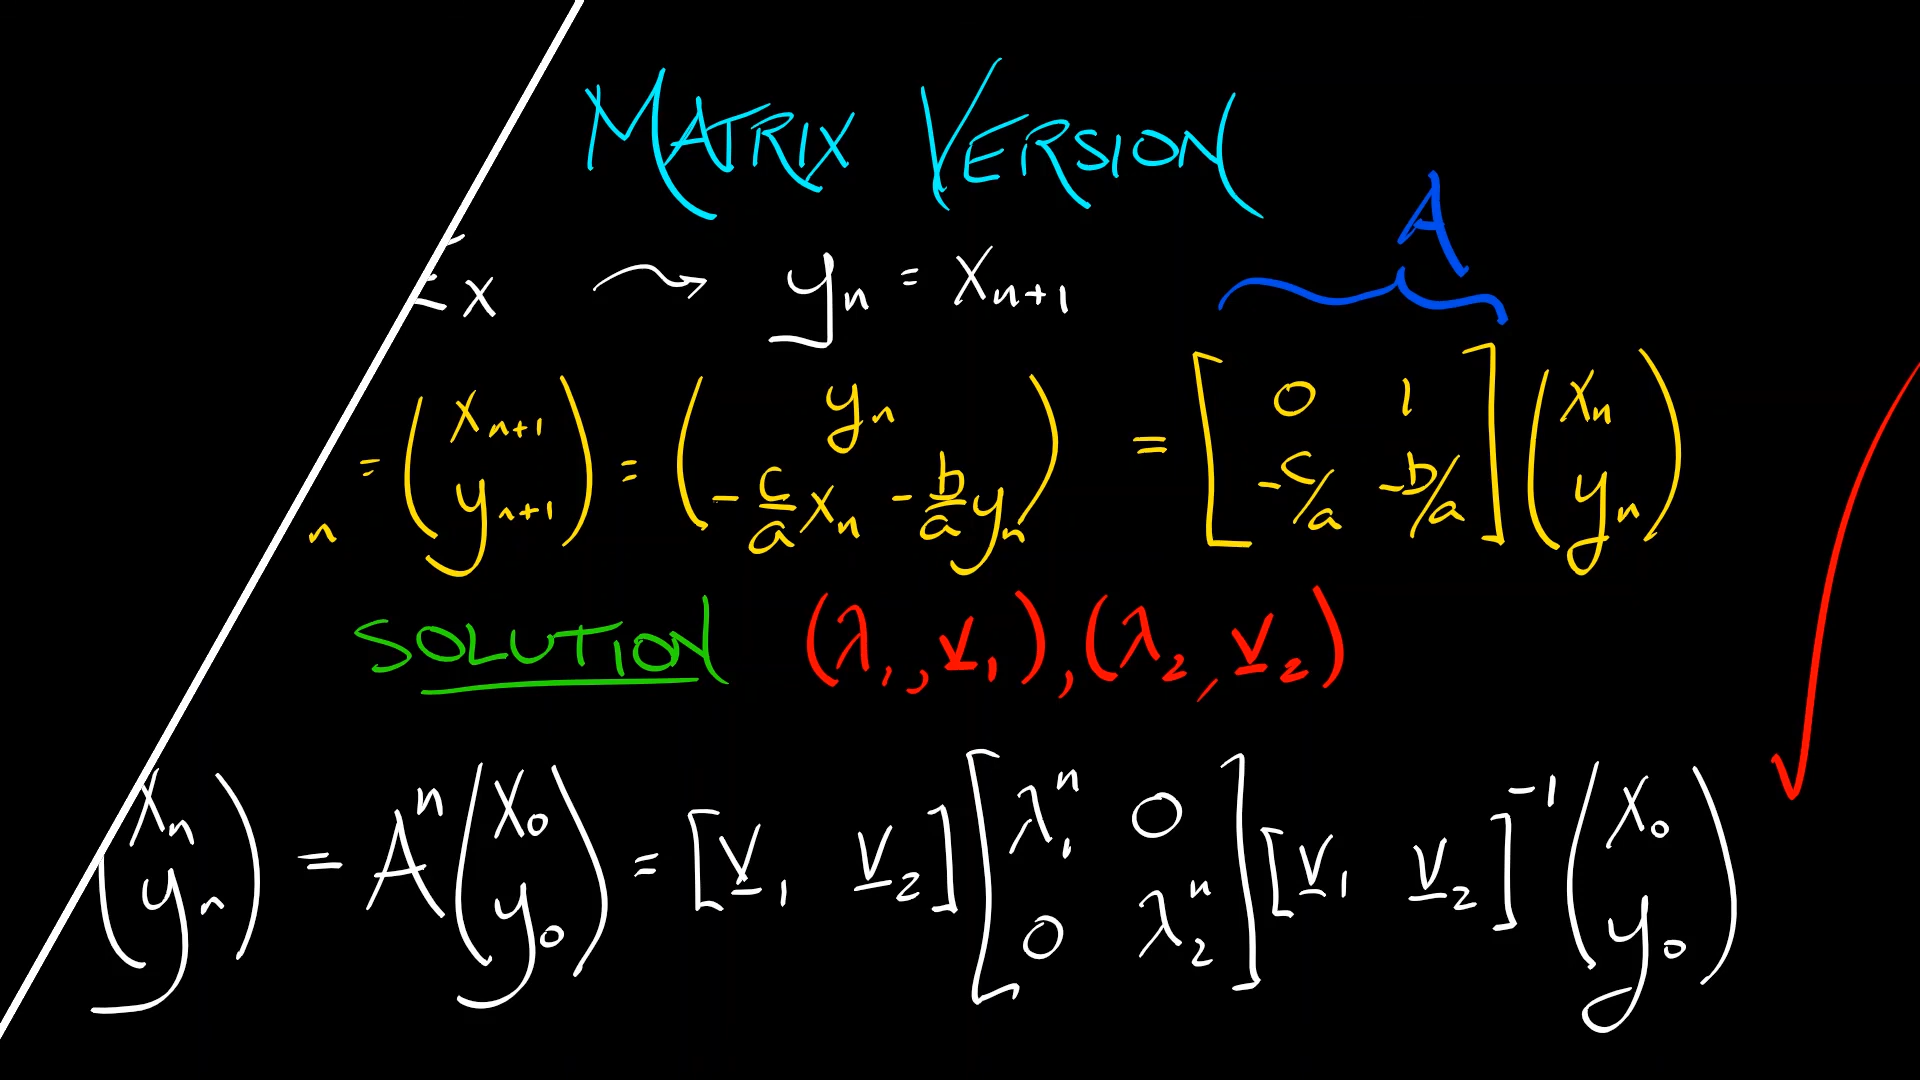 MATRIX VERSION
A
Ex → yₙ = xₙ₊₁
ₙ = (xₙ₊₁ yₙ₊₁) = (yₙ -c/a xₙ - b/a yₙ) = [0 1 -c/a -b/a] (xₙ yₙ)
SOLUTION (λ₁, v₁), (λ₂, v₂)
(xₙ yₙ) = Aⁿ (x₀ y₀) = [v₁ v₂] [λ₁ⁿ 0 0 λ₂ⁿ] [v₁ v₂]⁻¹ (x₀ y₀)